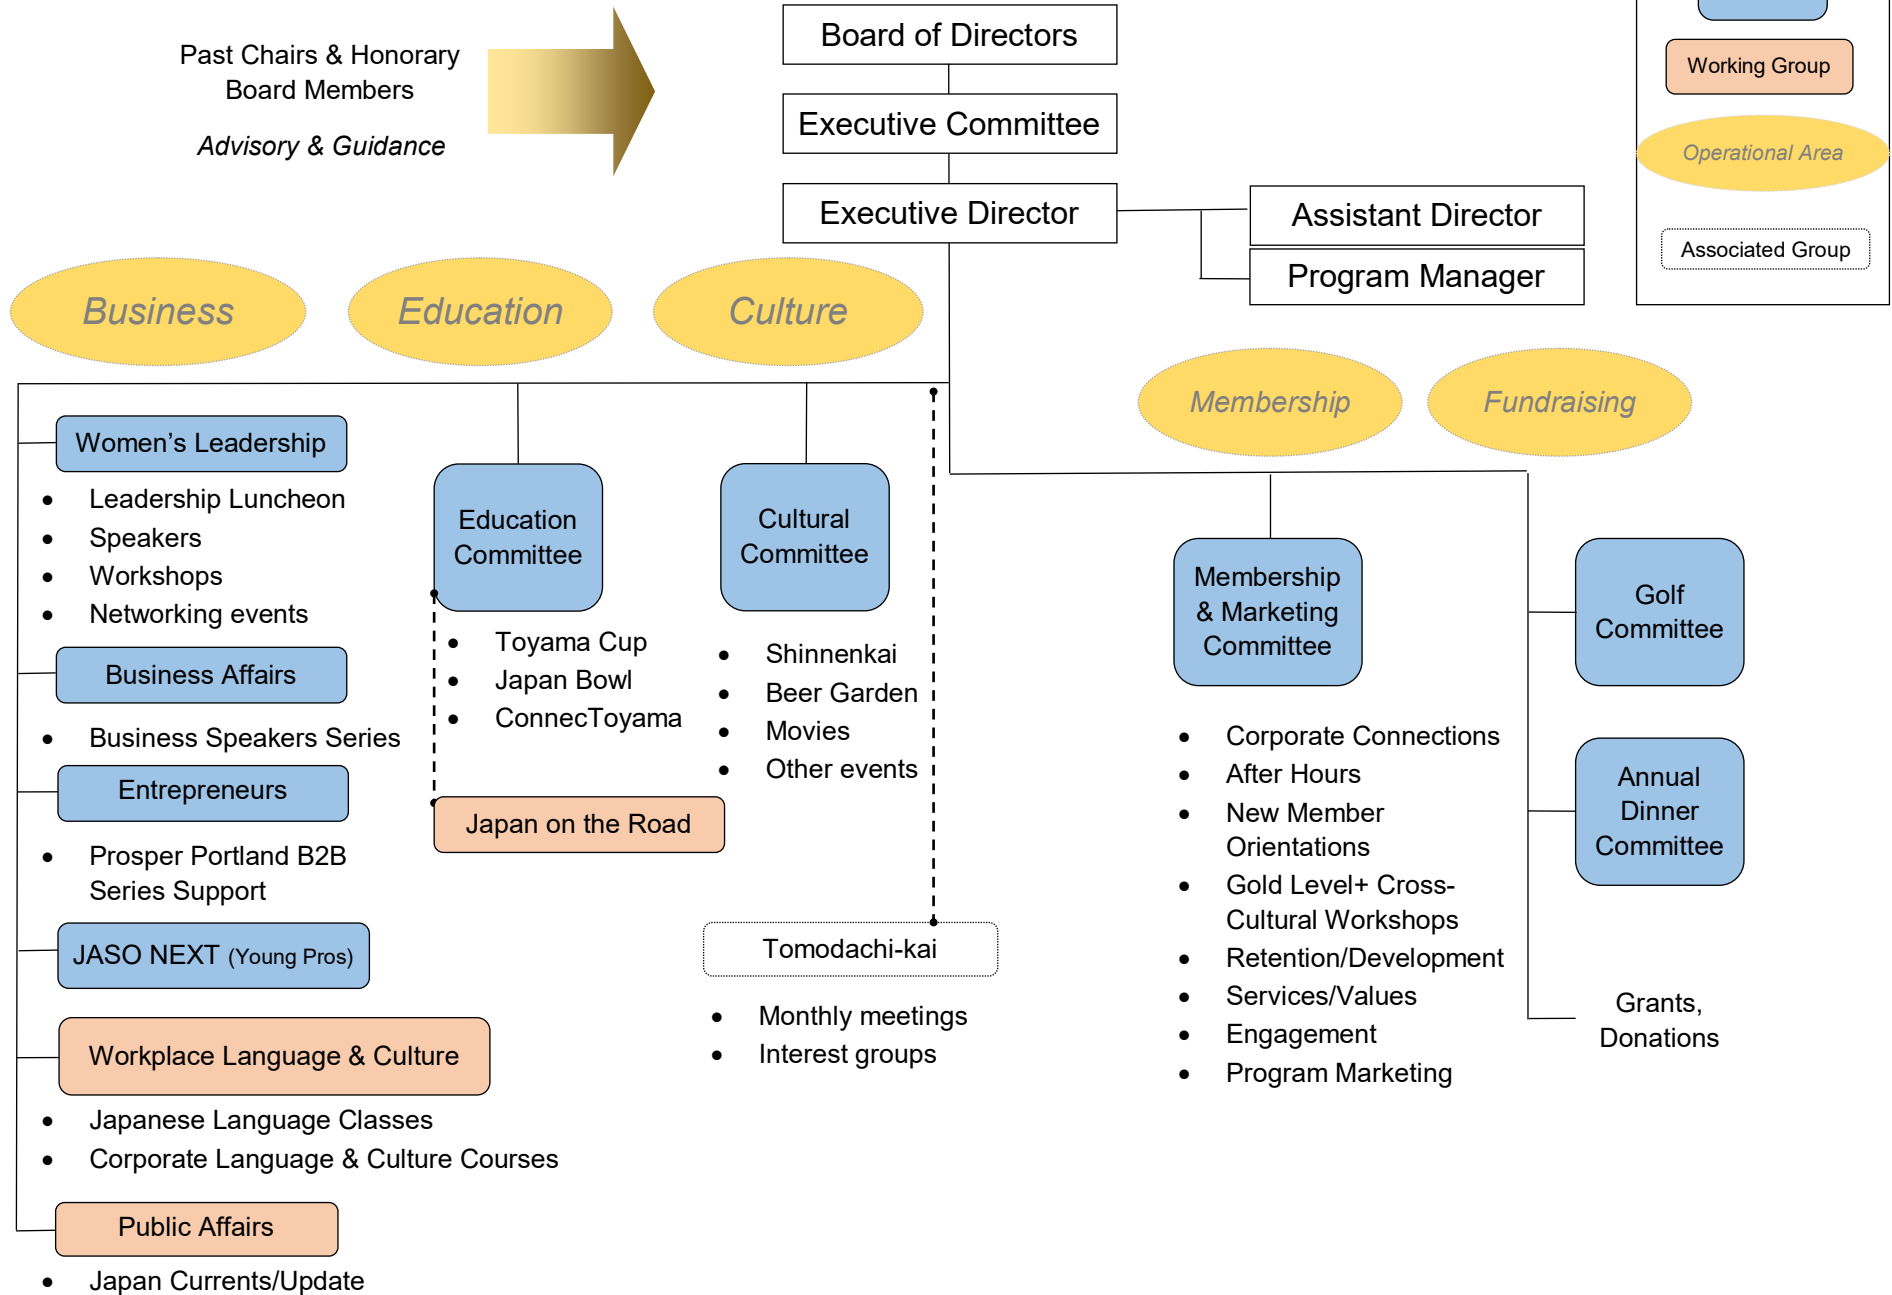 Past Chairs & Honorary
Board Members
Advisory & Guidance
Board of Directors
Executive Committee
Executive Director
Assistant Director
Program Manager
Working Group
Operational Area
Associated Group
Business
Education
Culture
Membership
Fundraising
Women’s Leadership
• Leadership Luncheon
• Speakers
• Workshops
• Networking events
Business Affairs
• Business Speakers Series
Entrepreneurs
• Prosper Portland B2B
Series Support
JASO NEXT (Young Pros)
Workplace Language & Culture
• Japanese Language Classes
• Corporate Language & Culture Courses
Public Affairs
• Japan Currents/Update
Education
Committee
• Toyama Cup
• Japan Bowl
• ConnecToyama
Japan on the Road
Cultural
Committee
• Shinnenkai
• Beer Garden
• Movies
• Other events
Tomodachi-kai
• Monthly meetings
• Interest groups
Membership
& Marketing
Committee
• Corporate Connections
• After Hours
• New Member
Orientations
• Gold Level+ Cross-
Cultural Workshops
• Retention/Development
• Services/Values
• Engagement
• Program Marketing
Golf
Committee
Annual
Dinner
Committee
Grants,
Donations